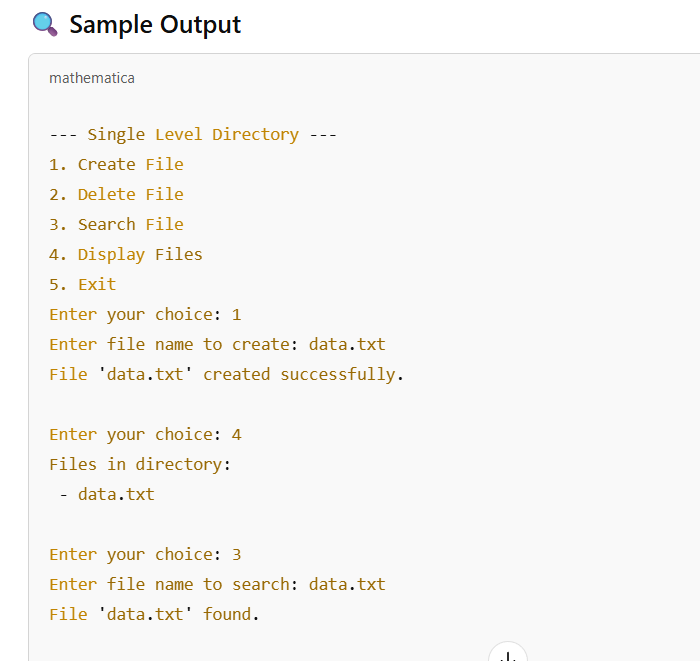 Sample Output
mathematica
--- Single Level Directory ---
1. Create File
2. Delete File
3. Search File
4. Display Files
5. Exit
Enter your choice: 1
Enter file name to create: data.txt
File 'data.txt' created successfully.
Enter your choice: 4
Files in directory:
 - data.txt
Enter your choice: 3
Enter file name to search: data.txt
File 'data.txt' found.